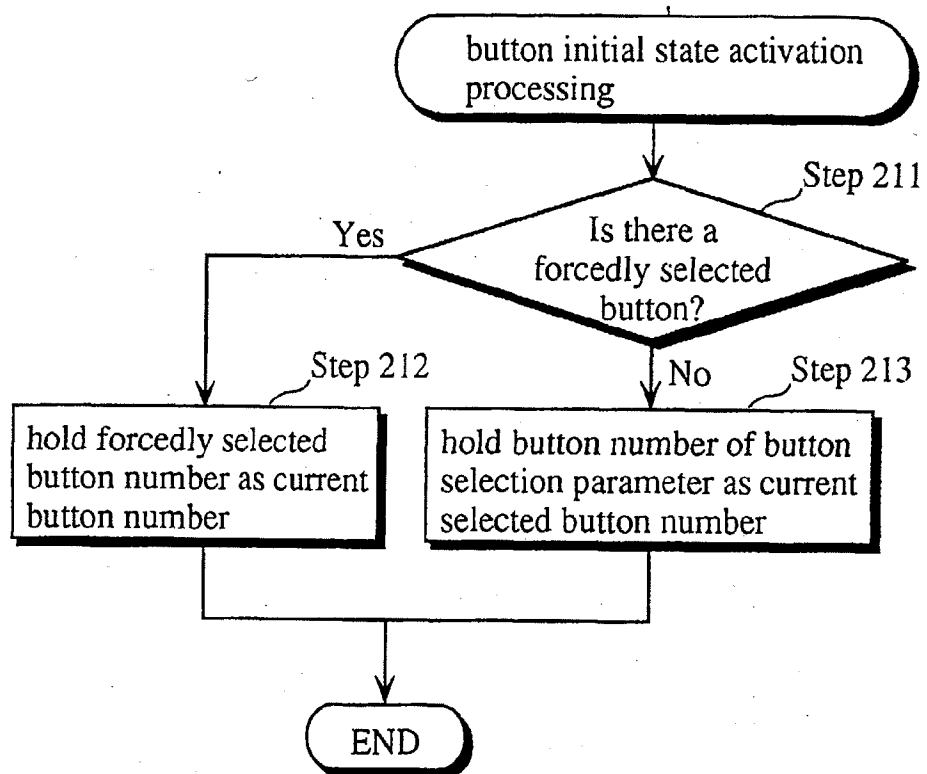 button initial state activation
processing
Step 211
Yes
Is there a
forcedly selected
button?
Step 212
No
Step 213
hold forcedly selected
button number as current
button number
hold button number of button
selection parameter as current
selected button number
END